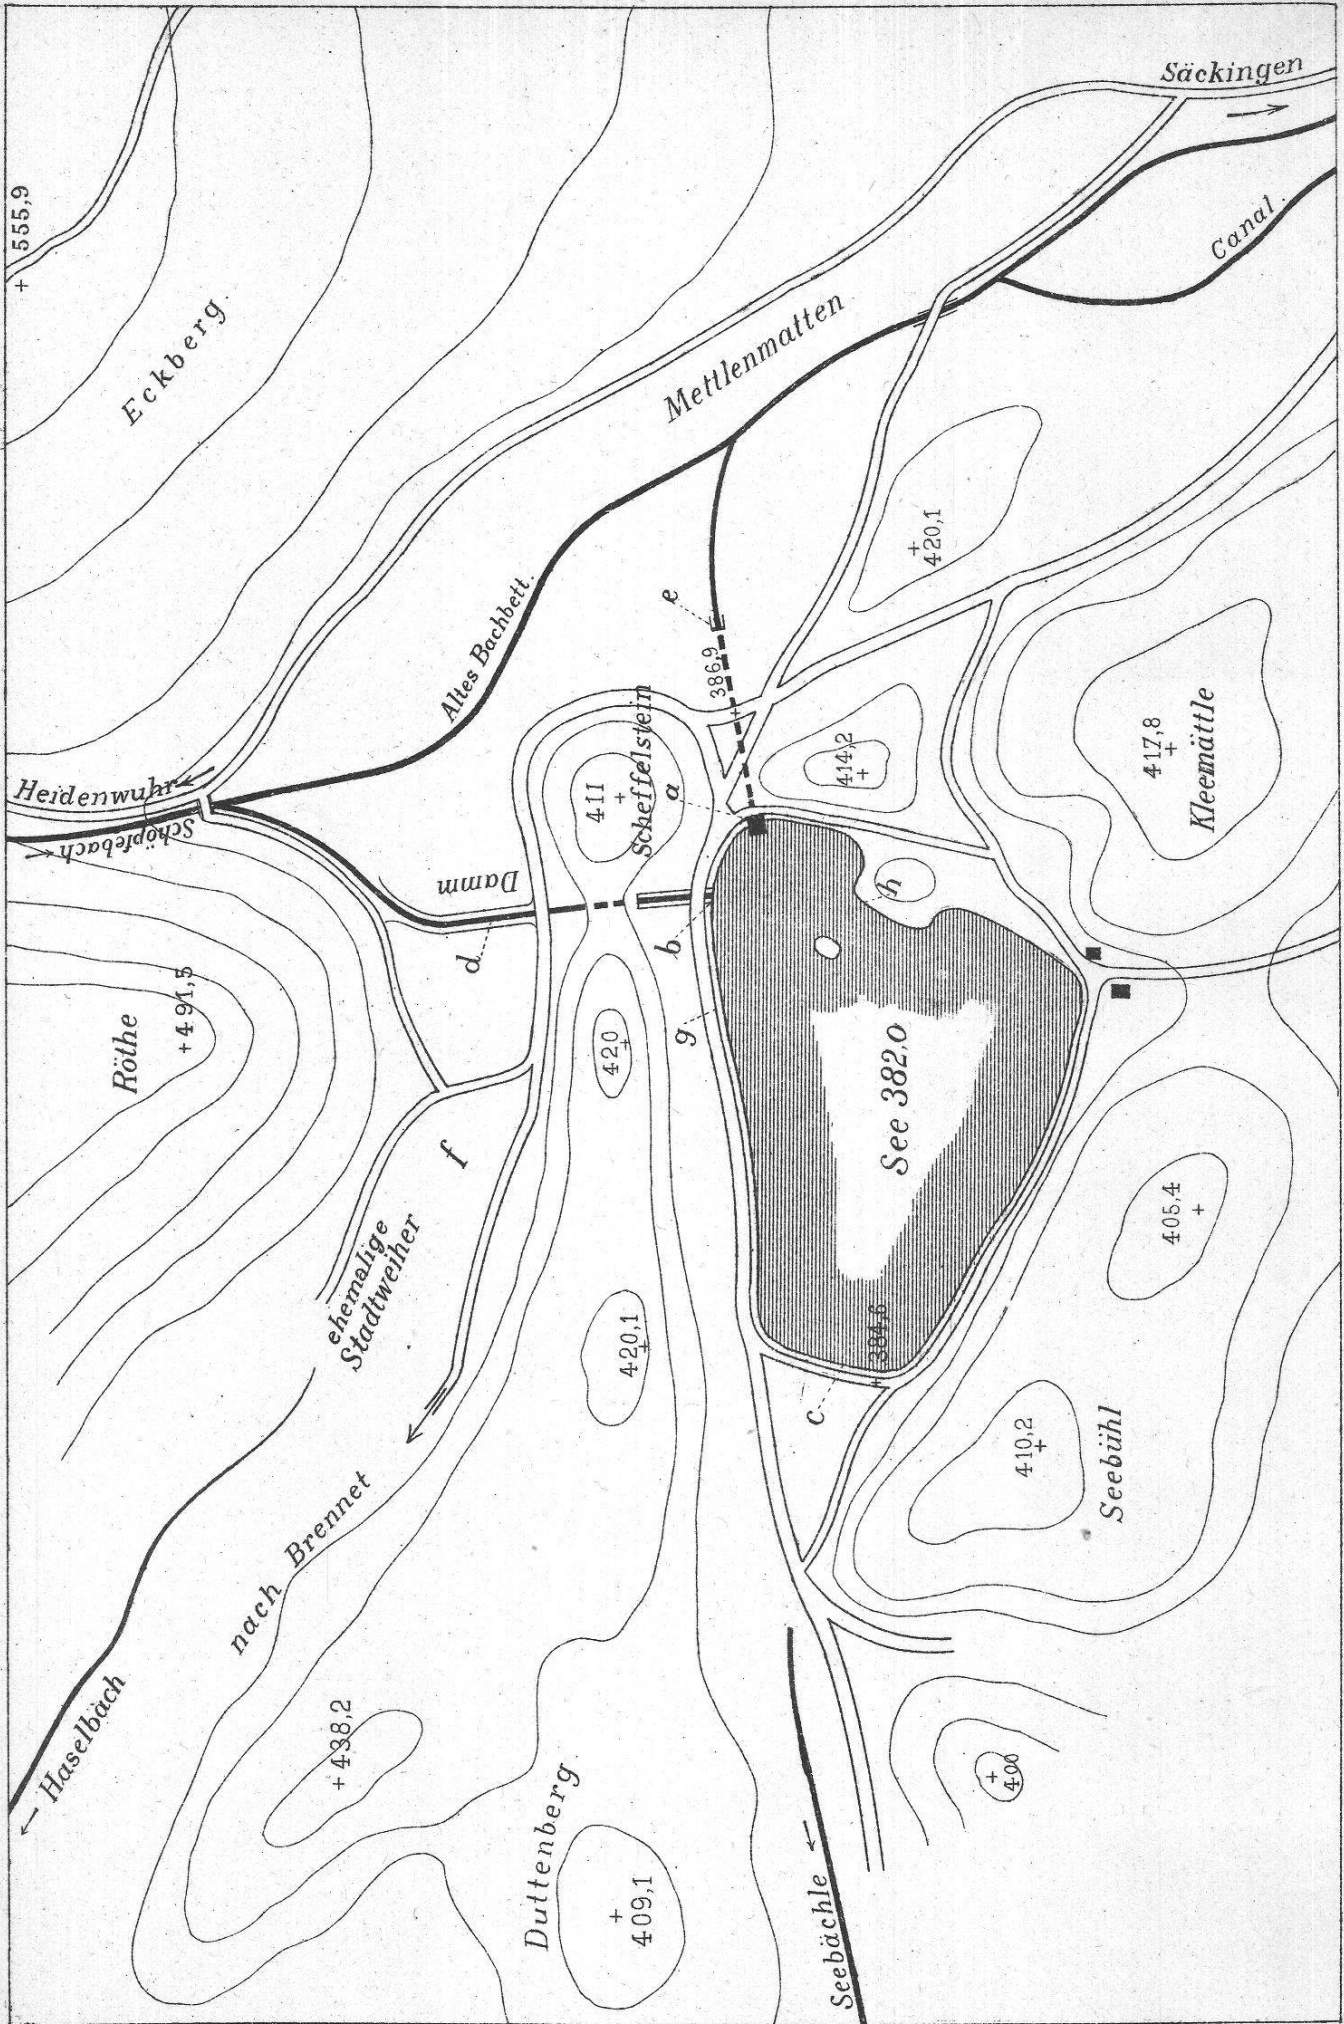 Säckingen
+ 555,9
Eckberg.
Canal.
Mettlenmatten
+ 420,1
Altes Bachbett.
e
386,9
Heidenwuhr
Schöpfebach
Damm
d
411
+
Scheffelstein
a
414,2
+
417,8
+
Kleemättle
h
b
g
Röthe
+ 491,5
420
+
See 382,0
f
ehemalige
Stadtweiher
420,1
+
+ 384,6
c
405,4
+
410,2
+
Seebühl
nach Brennet
Haselbach
+ 438,2
Duttenberg
+
409,1
Seebächle
+
400